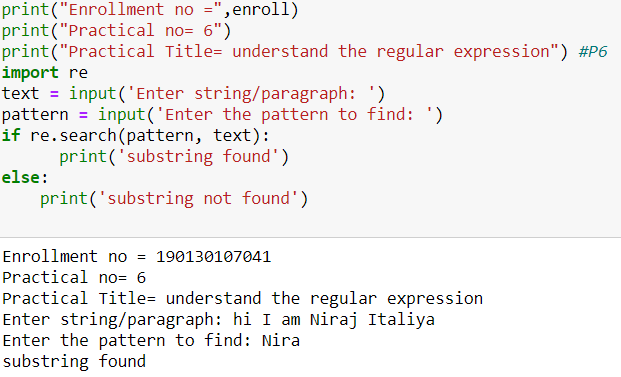 print("Enrollment no =",enroll)
print("Practical no= 6")
print("Practical Title= understand the regular expression") #P6
import re
text = input('Enter string/paragraph: ')
pattern = input('Enter the pattern to find: ')
if re.search(pattern, text):
      print('substring found')
else:
    print('substring not found')
Enrollment no = 190130107041
Practical no= 6
Practical Title= understand the regular expression
Enter string/paragraph: hi I am Niraj Italiya
Enter the pattern to find: Nira
substring found